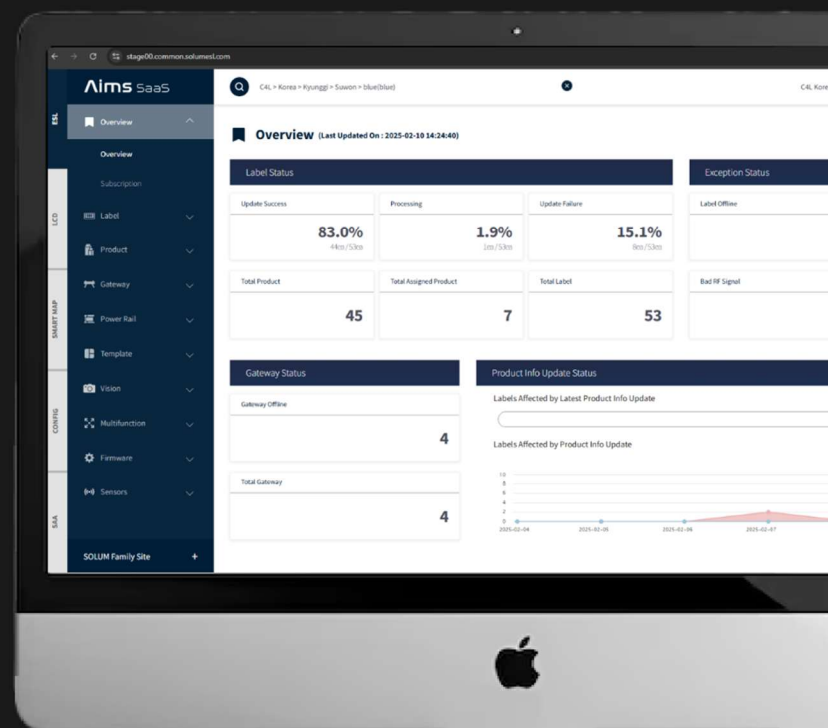 stage00.common.solumesl.com
Aims SaaS
C4L > Korea > Kyunggi > Suwon > blue(blue)
C4L Kore
ESL
LCD
SMART MAP
CONFIG
SAA
Overview
Overview
Subscription
Label
Product
Gateway
Power Rail
Template
Vision
Multifunction
Firmware
Sensors
SOLUM Family Site +
Overview (Last Updated On : 2025-02-10 14:24:40)
Label Status
Update Success
83.0%
44ea/53ea
Processing
1.9%
1ea/53ea
Update Failure
15.1%
8ea/53ea
Total Product
45
Total Assigned Product
7
Total Label
53
Exception Status
Label Offline
Bad RF Signal
Gateway Status
Gateway Offline
4
Total Gateway
4
Product Info Update Status
Labels Affected by Latest Product Info Update
Labels Affected by Product Info Update
10
8
6
4
2
0
2025-02-04 2025-02-05 2025-02-06 2025-02-07